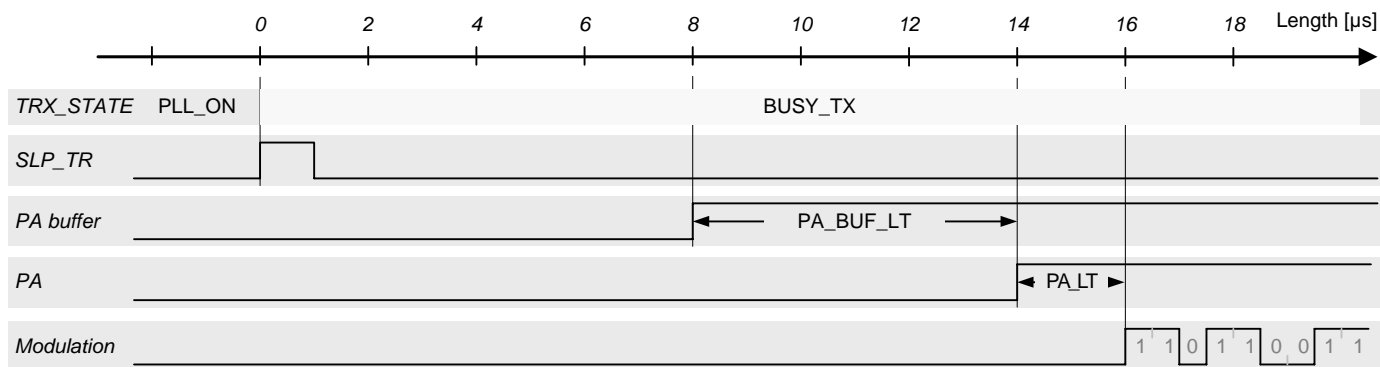 0 2 4 6 8 10 12 14 16 18 Length [µs]
TRX_STATE PLL_ON BUSY_TX
SLP_TR
PA buffer PA_BUF_LT
PA PA_LT
Modulation 1 1 0 1 1 0 0 1 1